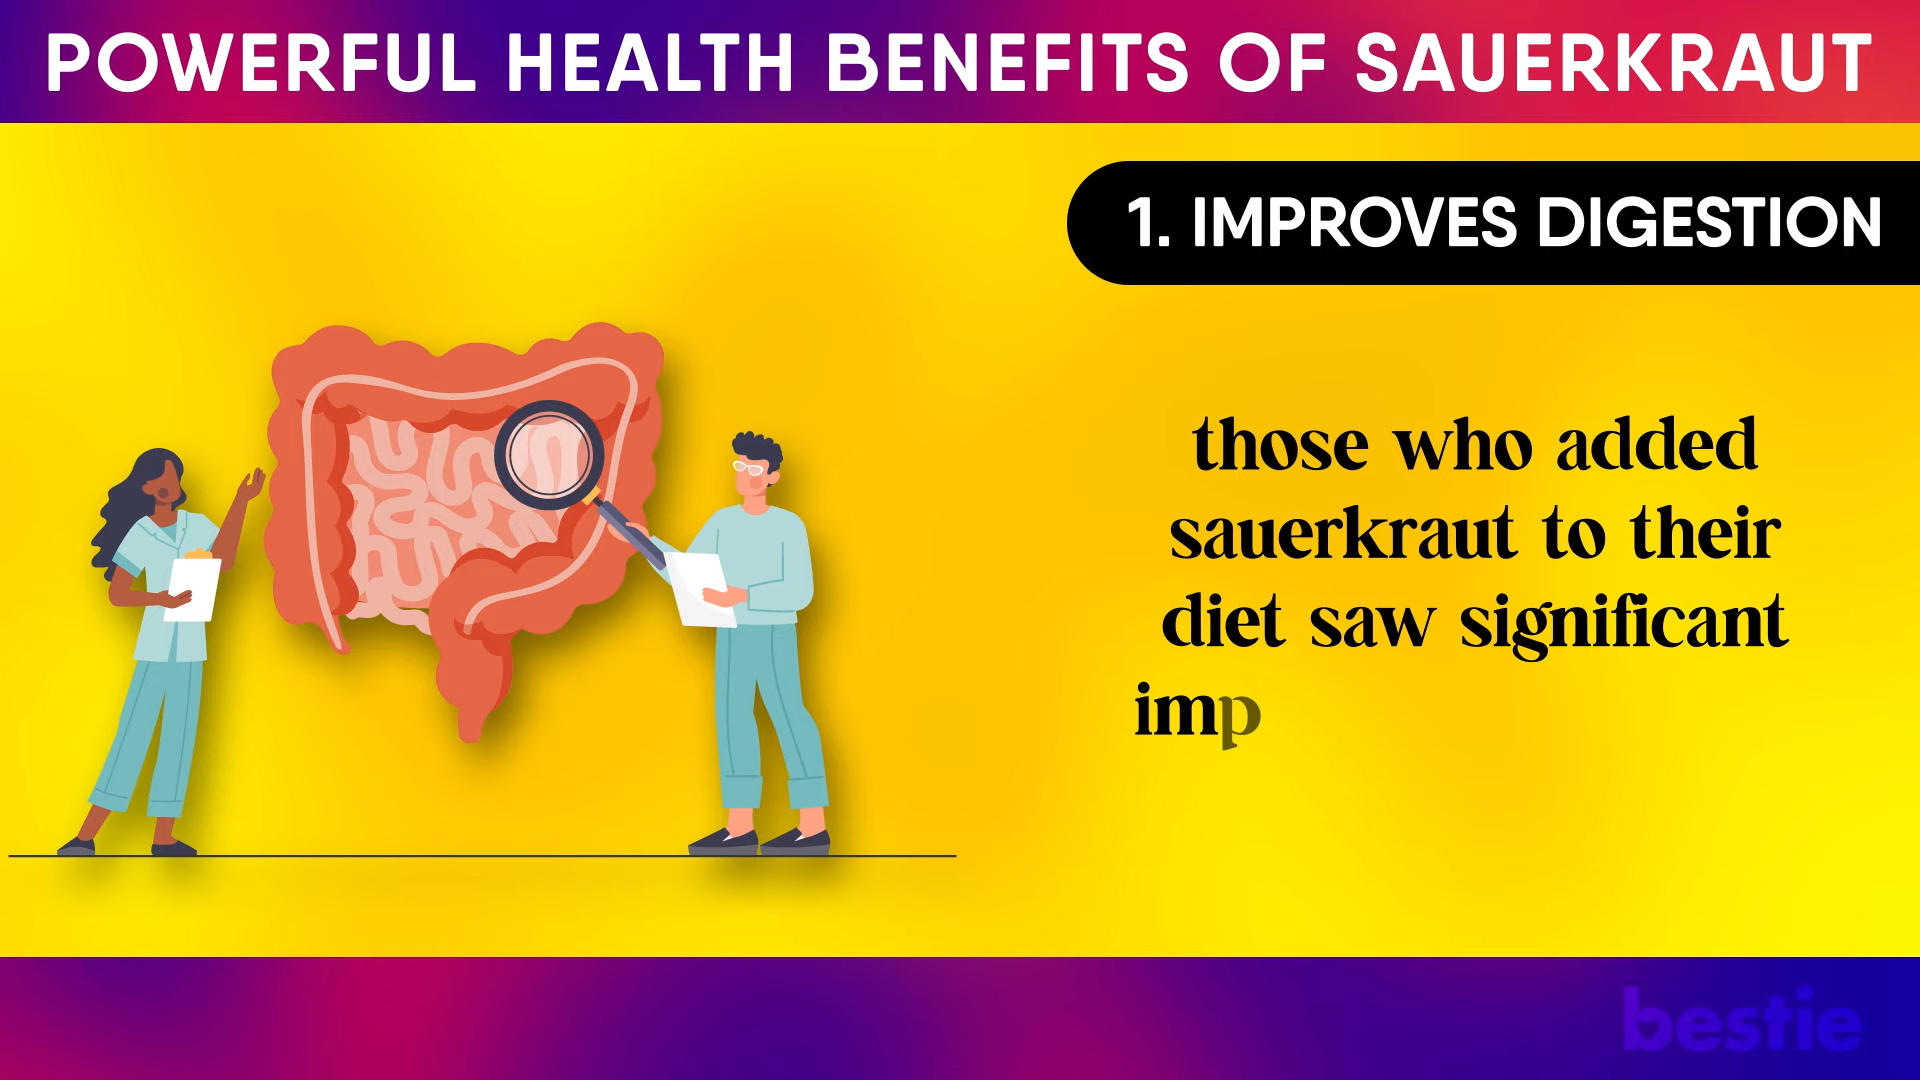 POWERFUL HEALTH BENEFITS OF SAUERKRAUT
1. IMPROVES DIGESTION
those who added
sauerkraut to their
diet saw significant
imp
bestie